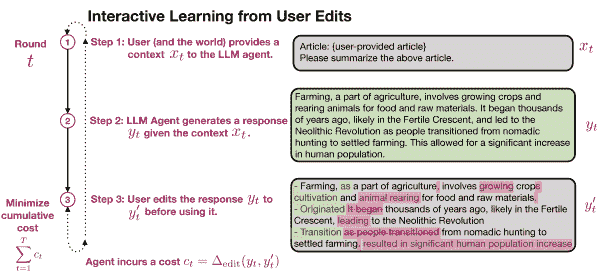 Interactive Learning from User Edits
Round
t
1
Step 1: User (and the world) provides a
context x_t to the LLM agent.
Article: {user-provided article}
Please summarize the above article.
x_t
2
Step 2: LLM Agent generates a response
y_t given the context x_t.
Farming, a part of agriculture, involves growing crops and
rearing animals for food and raw materials. It began thousands
of years ago, likely in the Fertile Crescent, and led to the
Neolithic Revolution as people transitioned from nomadic
hunting to settled farming. This allowed for a significant increase
in human population.
y_t
Minimize
cumulative
cost
\sum_{t=1}^{T} c_t
3
Step 3: User edits the response y_t to
y'_t before using it.
- Farming, as a part of agriculture, involves growing crops
cultivation and animal rearing for food and raw materials.
- Originated It began thousands of years ago, likely in the Fertile
Crescent, leading to the Neolithic Revolution
- Transition as people transitioned from nomadic hunting to
settled farming, resulted in significant human population increase
y'_t
Agent incurs a cost c_t = Δ_edit(y_t, y'_t)